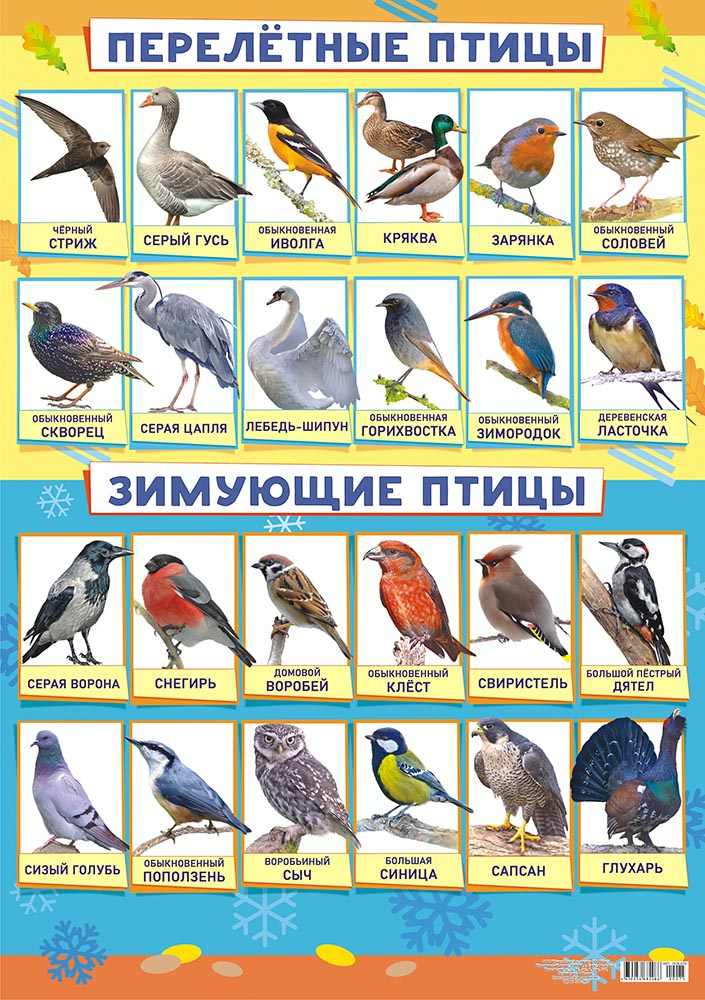 ПЕРЕЛЁТНЫЕ ПТИЦЫ
ЧЁРНЫЙ
СТРИЖ
СЕРЫЙ ГУСЬ
ОБЫКНОВЕННАЯ
ИВОЛГА
КРЯКВА
ЗАРЯНКА
ОБЫКНОВЕННЫЙ
СОЛОВЕЙ
ОБЫКНОВЕННЫЙ
СКВОРЕЦ
СЕРАЯ ЦАПЛЯ
ЛЕБЕДЬ-ШИПУН
ОБЫКНОВЕННАЯ
ГОРИХВОСТКА
ОБЫКНОВЕННЫЙ
ЗИМОРОДОК
ДЕРЕВЕНСКАЯ
ЛАСТОЧКА
ЗИМУЮЩИЕ ПТИЦЫ
СЕРАЯ ВОРОНА
СНЕГИРЬ
ДОМОВОЙ
ВОРОБЕЙ
ОБЫКНОВЕННЫЙ
КЛЁСТ
СВИРИСТЕЛЬ
БОЛЬШОЙ ПЁСТРЫЙ
ДЯТЕЛ
СИЗЫЙ ГОЛУБЬ
ОБЫКНОВЕННЫЙ
ПОПОЛЗЕНЬ
ВОРОБЬИНЫЙ
СЫЧ
БОЛЬШАЯ
СИНИЦА
САПСАН
ГЛУХАРЬ